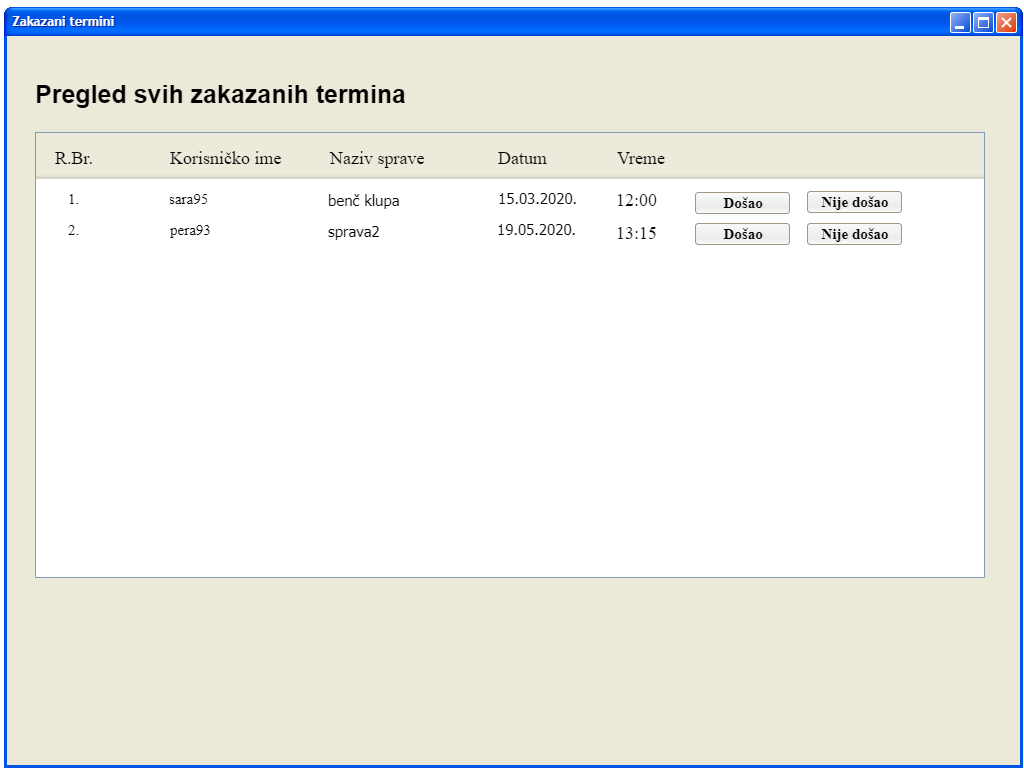 Zakazani termini
Pregled svih zakazanih termina
R.Br. Korisničko ime Naziv sprave Datum Vreme
1. sara95 benč klupa 15.03.2020. 12:00 Došao Nije došao
2. pera93 sprava2 19.05.2020. 13:15 Došao Nije došao